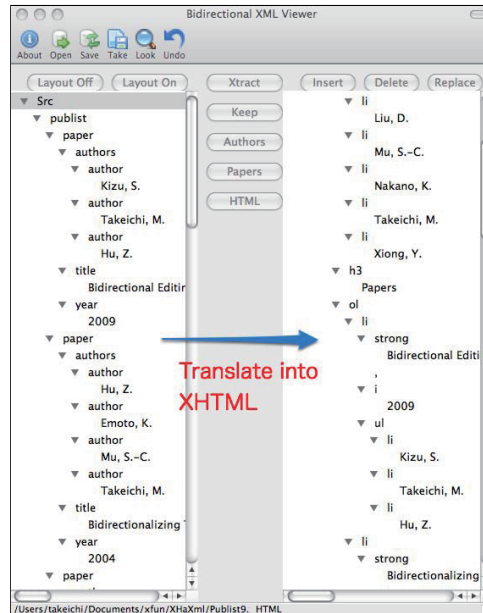 Bidirectional XML Viewer
About Open Save Take Look Undo
Layout Off Layout On Xtract Insert Delete Replace
Keep
Authors
Papers
HTML
Src
publist
paper
authors
author
Kizu, S.
author
Takeichi, M.
author
Hu, Z.
title
Bidirectional Editin
year
2009
paper
authors
author
Hu, Z.
author
Emoto, K.
author
Mu, S.-C.
author
Takeichi, M.
title
Bidirectionalizing
year
2004
paper
Translate into
XHTML
li
Liu, D.
li
Mu, S.-C.
li
Nakano, K.
li
Takeichi, M.
li
Xiong, Y.
h3
Papers
ol
li
strong
Bidirectional Editi
,
i
2009
ul
li
Kizu, S.
li
Takeichi, M.
li
Hu, Z.
li
strong
Bidirectionalizing
/Users/takeichi/Documents/xfun/XHaXml/Publist9. HTML